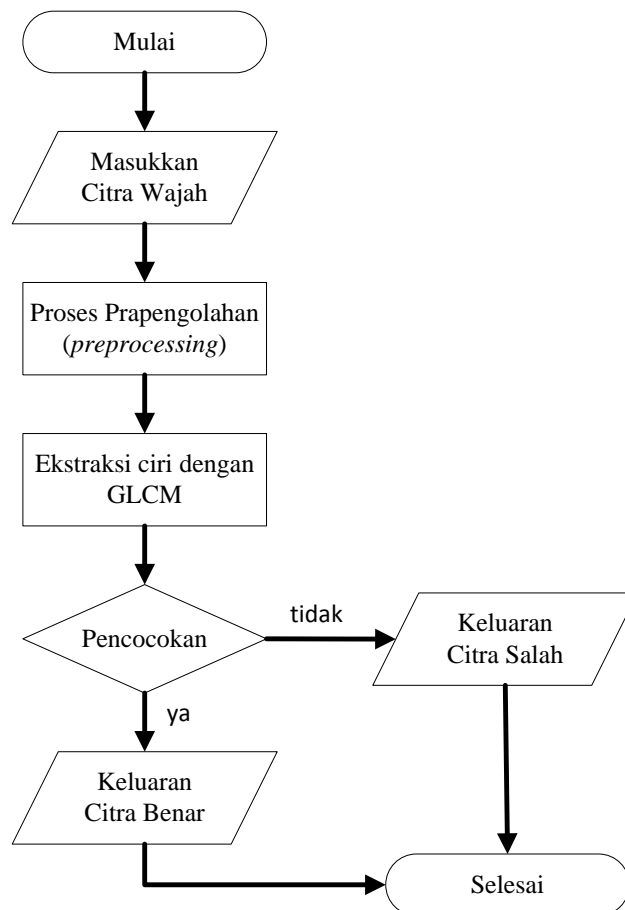 Mulai
Masukkan
Citra Wajah
Proses Prapengolahan
(preprocessing)
Ekstraksi ciri dengan
GLCM
Pencocokan
tidak
Keluaran
Citra Salah
ya
Keluaran
Citra Benar
Selesai